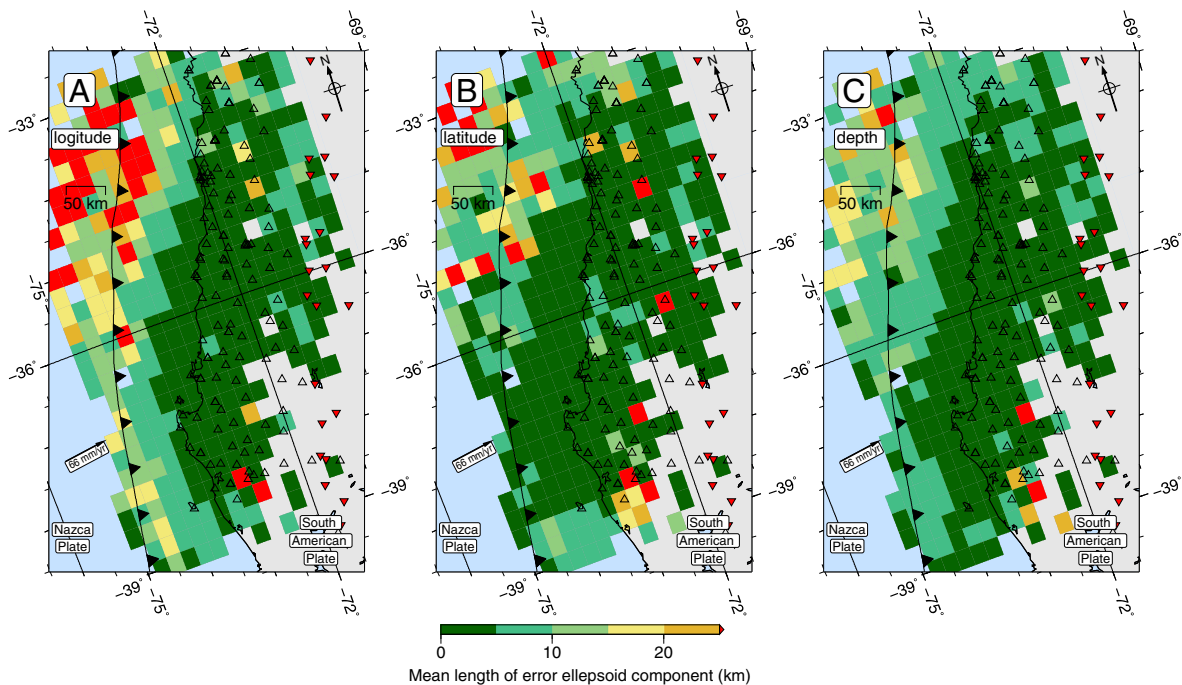 −72°
−69°
−72°
−69°
−72°
−69°
A
N
B
N
C
N
−33°
logitude
−33°
latitude
−33°
depth
50 km
50 km
50 km
−36°
−36°
−36°
−75°
−75°
−75°
−36°
−36°
−36°
66 mm/yr
66 mm/yr
66 mm/yr
−39°
−39°
−39°
Nazca
Plate
South
American
Plate
Nazca
Plate
South
American
Plate
Nazca
Plate
South
American
Plate
−39°
−75°
−72°
−39°
−75°
−72°
−39°
−75°
−72°
0
10
20
Mean length of error ellepsoid component (km)